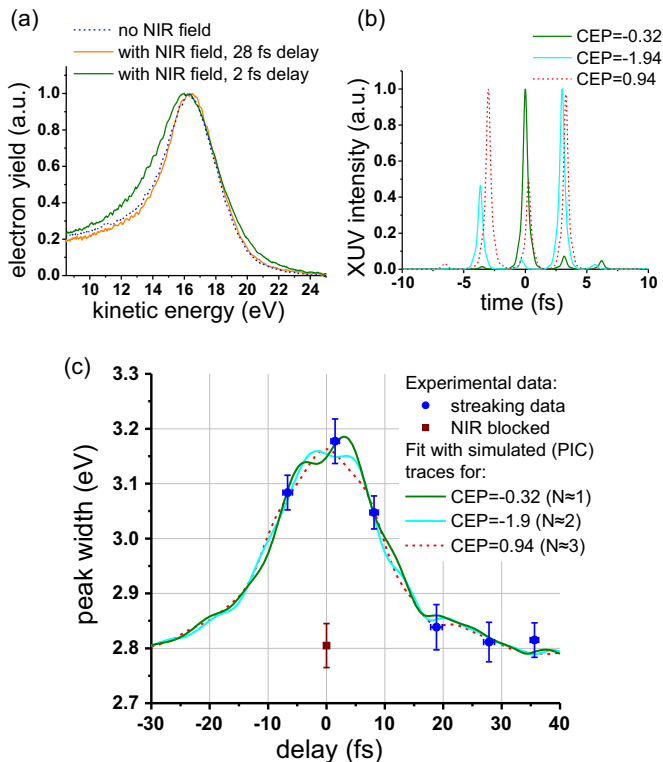 (a)
no NIR field
with NIR field, 28 fs delay
with NIR field, 2 fs delay
electron yield (a.u.)
1.0
0.8
0.6
0.4
0.2
0.0
10 12 14 16 18 20 22 24
kinetic energy (eV)
(b)
CEP=-0.32
CEP=-1.94
CEP=0.94
XUV intensity (a.u.)
1.0
0.8
0.6
0.4
0.2
0.0
-10 -5 0 5 10
time (fs)
(c)
peak width (eV)
3.3
3.2
3.1
3.0
2.9
2.8
2.7
Experimental data:
streaking data
NIR blocked
Fit with simulated (PIC)
traces for:
CEP=-0.32 (N≈1)
CEP=-1.9 (N≈2)
CEP=0.94 (N≈3)
-30 -20 -10 0 10 20 30 40
delay (fs)